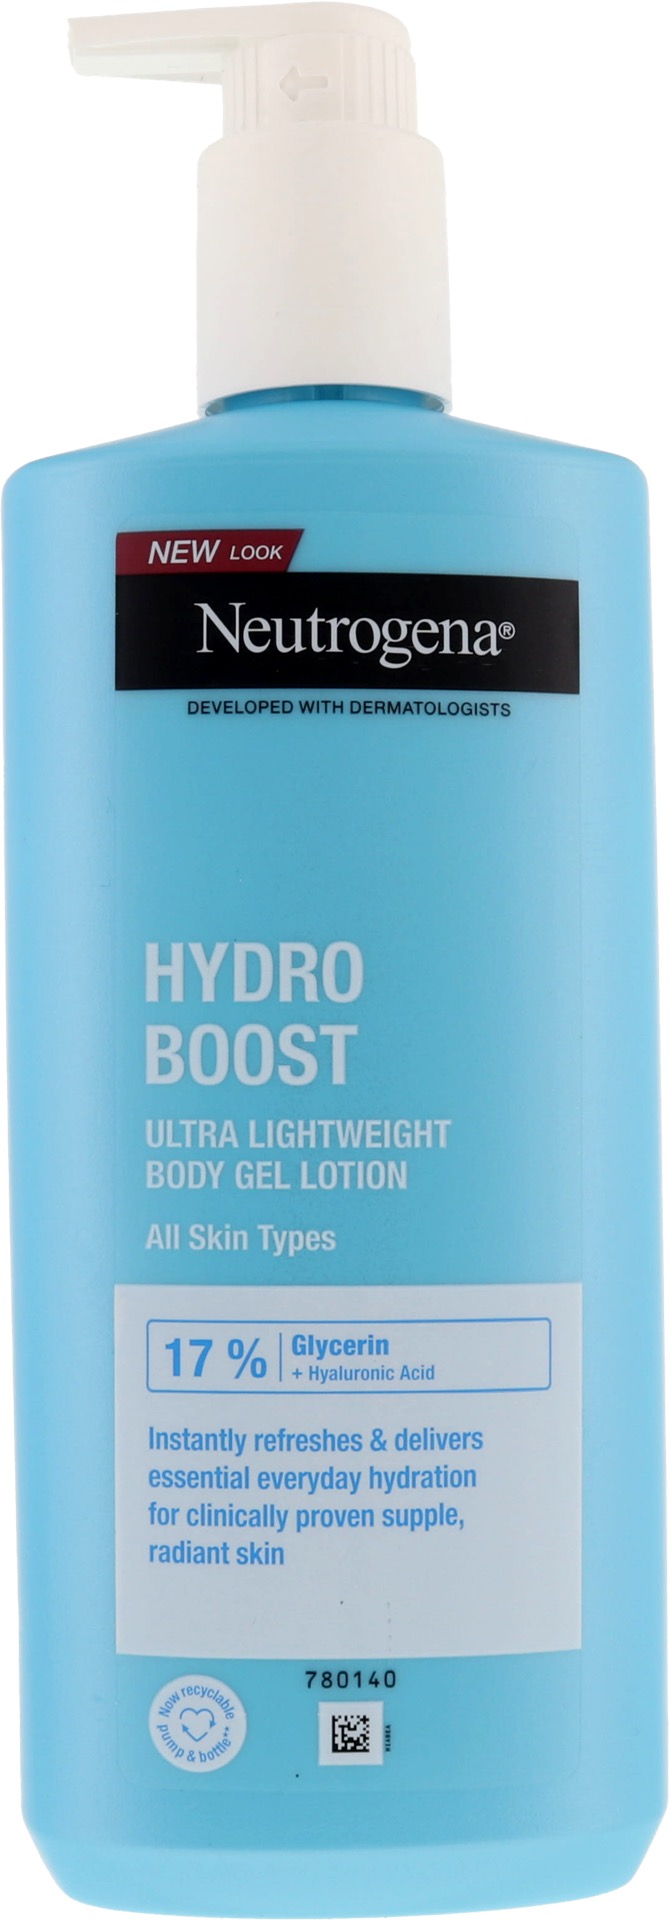 NEW LOOK
Neutrogena®
DEVELOPED WITH DERMATOLOGISTS
HYDRO
BOOST
ULTRA LIGHTWEIGHT
BODY GEL LOTION
All Skin Types
17 %
Glycerin
+ Hyaluronic Acid
Instantly refreshes & delivers
essential everyday hydration
for clinically proven supple,
radiant skin
780140
Now recyclable
pump & bottle**